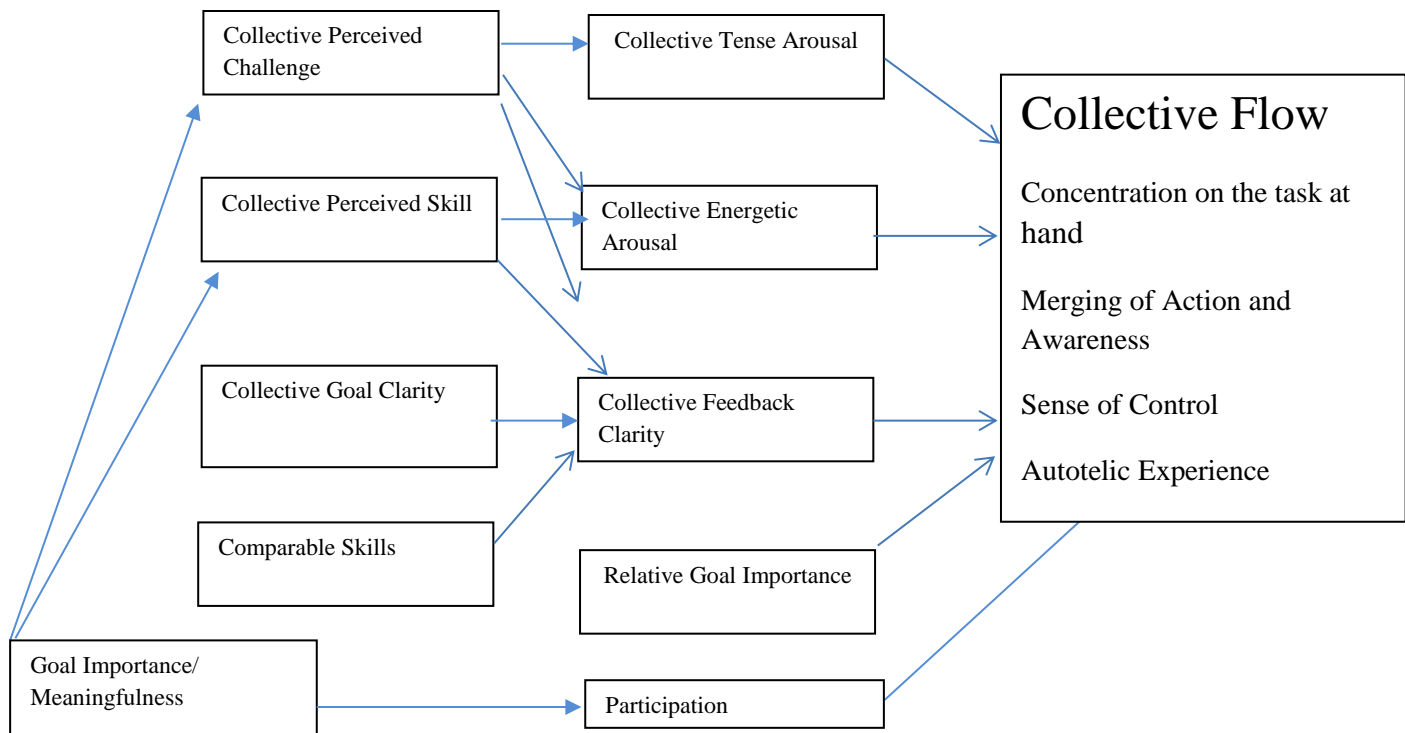 Collective Perceived
Challenge
Collective Tense Arousal
Collective Flow
Concentration on the task at
hand
Merging of Action and
Awareness
Sense of Control
Autotelic Experience
Collective Perceived Skill
Collective Energetic
Arousal
Collective Goal Clarity
Collective Feedback
Clarity
Comparable Skills
Relative Goal Importance
Goal Importance/
Meaningfulness
Participation